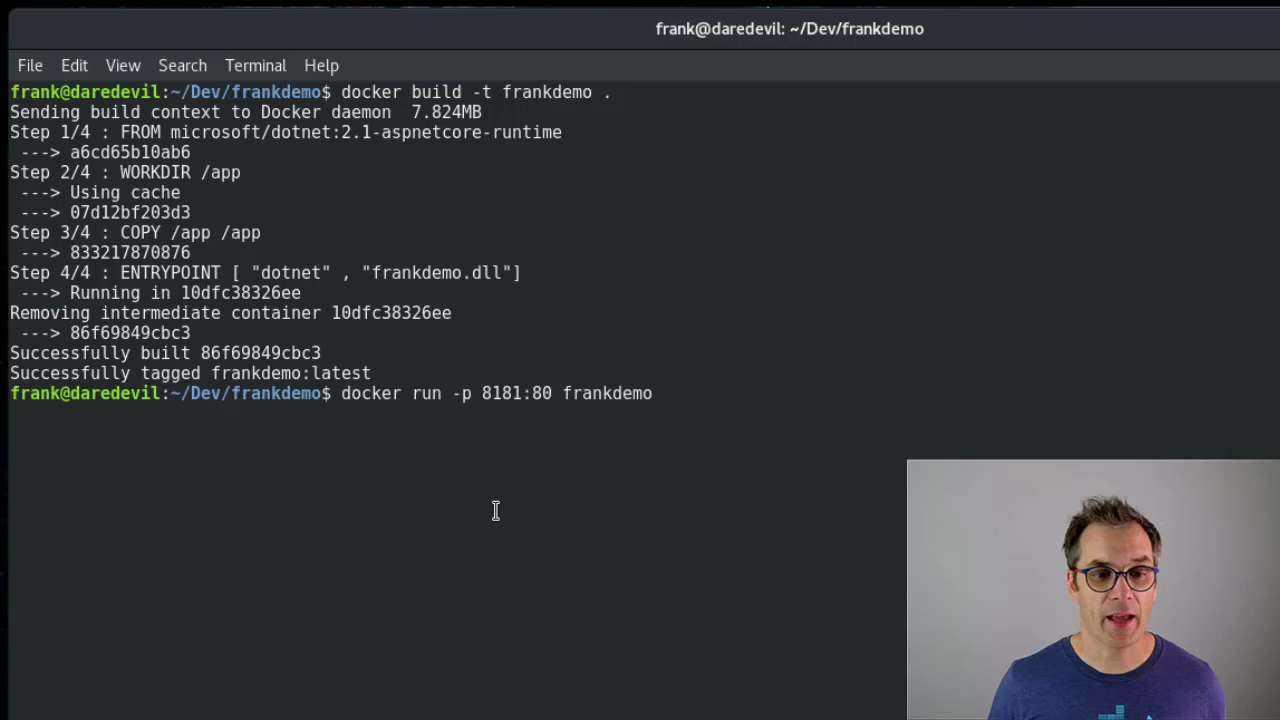 frank@daredevil: ~/Dev/frankdemo
File Edit View Search Terminal Help
frank@daredevil:~/Dev/frankdemo$ docker build -t frankdemo .
Sending build context to Docker daemon  7.824MB
Step 1/4 : FROM microsoft/dotnet:2.1-aspnetcore-runtime
 ---> a6cd65b10ab6
Step 2/4 : WORKDIR /app
 ---> Using cache
 ---> 07d12bf203d3
Step 3/4 : COPY /app /app
 ---> 833217870876
Step 4/4 : ENTRYPOINT [ "dotnet" , "frankdemo.dll"]
 ---> Running in 10dfc38326ee
Removing intermediate container 10dfc38326ee
 ---> 86f69849cbc3
Successfully built 86f69849cbc3
Successfully tagged frankdemo:latest
frank@daredevil:~/Dev/frankdemo$ docker run -p 8181:80 frankdemo